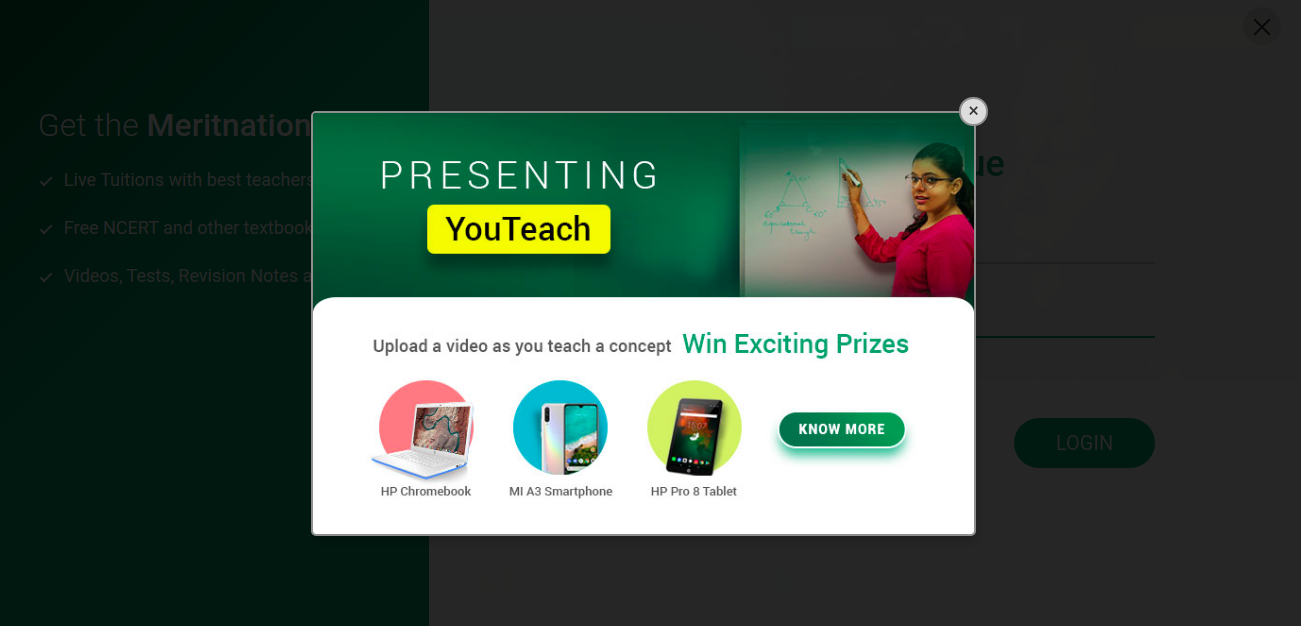 Get the Meritnation
Live Tuitions with best teachers
Free NCERT and other textbook
Videos, Tests, Revision Notes a
PRESENTING
YouTeach
ue
60°
Upload a video as you teach a concept Win Exciting Prizes
KNOW MORE
LOGIN
HP Chromebook
MI A3 Smartphone
HP Pro 8 Tablet